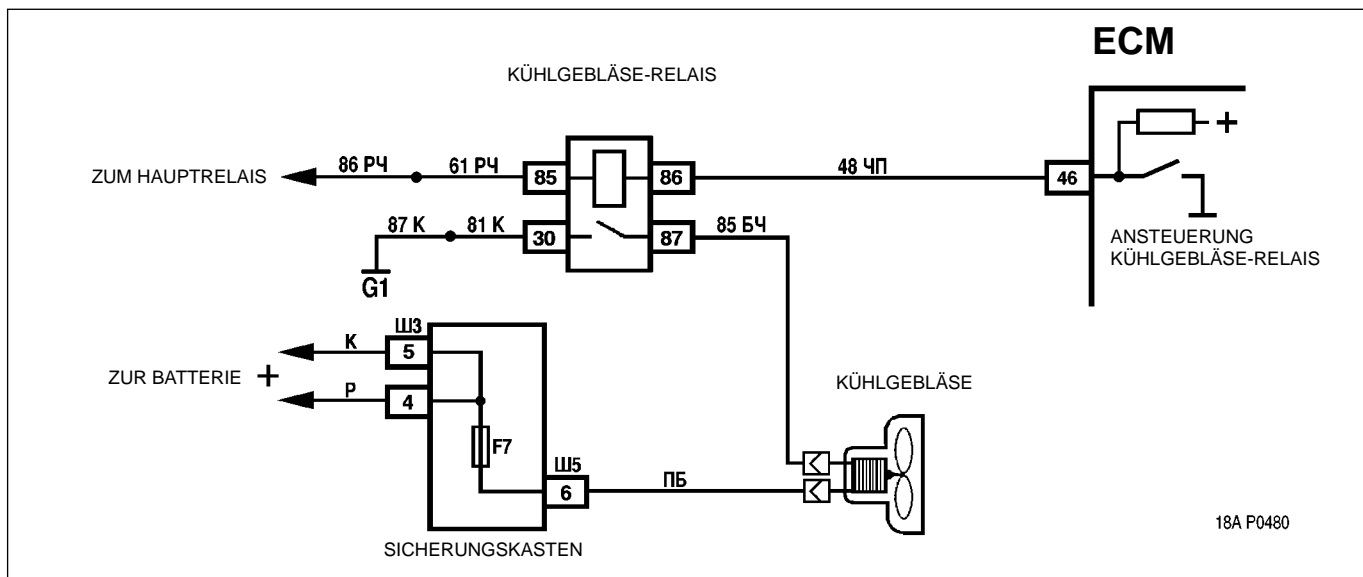 ECM
KÜHLGEBLÄSE-RELAIS
+
ZUM HAUPTRELAIS
86 РЧ
61 РЧ
85
86
48 ЧП
46
87 К
81 К
30
87
85 БЧ
G1
ANSTEUERUNG
KÜHLGEBLÄSE-RELAIS
Ш3
К
5
ZUR BATTERIE +
Р
4
KÜHLGEBLÄSE
F7
Ш5
6
ПБ
SICHERUNGSKASTEN
18A P0480